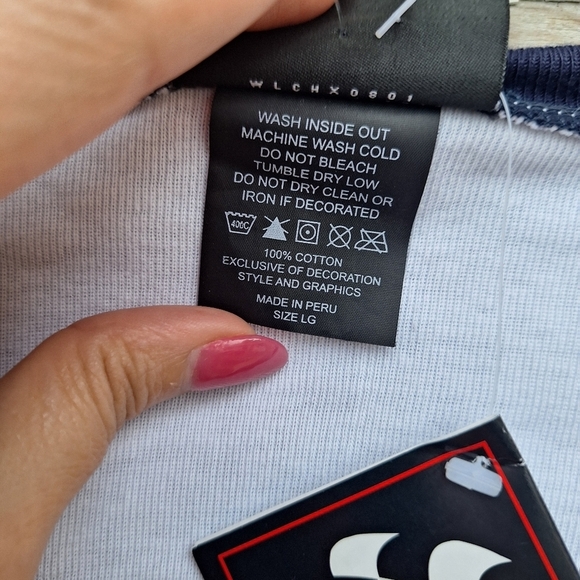 WLCHX0801
WASH INSIDE OUT
MACHINE WASH COLD
DO NOT BLEACH
TUMBLE DRY LOW
DO NOT DRY CLEAN OR
IRON IF DECORATED
400C
100% COTTON
EXCLUSIVE OF DECORATION
STYLE AND GRAPHICS
MADE IN PERU
SIZE LG